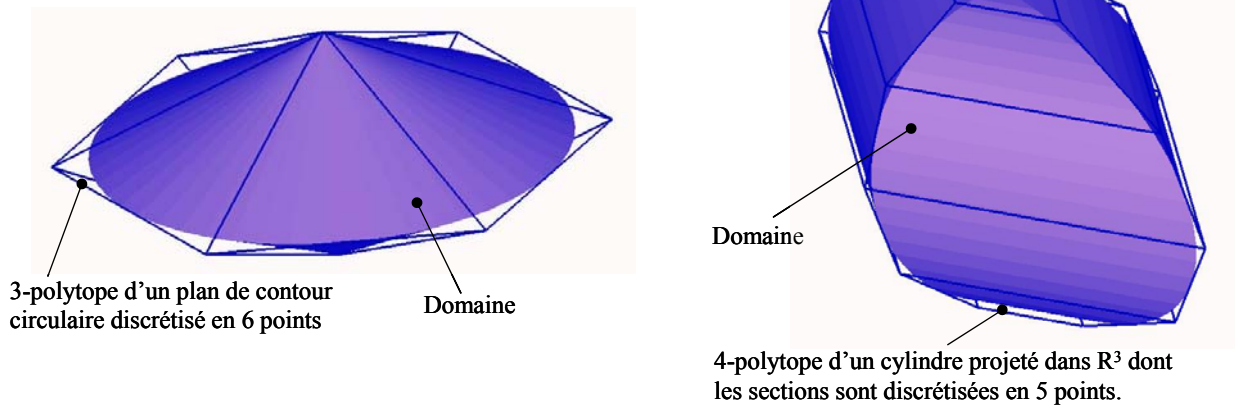 3-polytope d’un plan de contour
circulaire discrétisé en 6 points
Domaine
Domaine
4-polytope d’un cylindre projeté dans R³ dont
les sections sont discrétisées en 5 points.